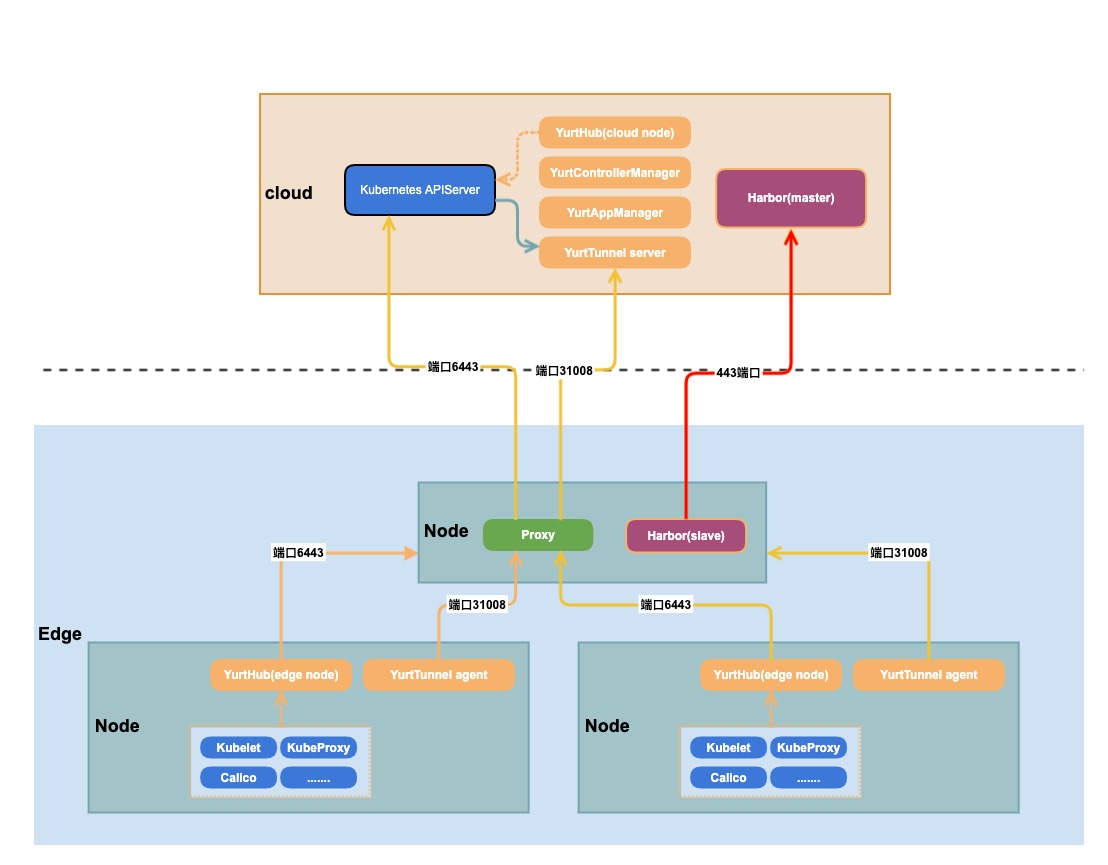 YurtHub(cloud node)
YurtControllerManager
cloud
Kubernetes APIServer
Harbor(master)
YurtAppManager
YurtTunnel server
端口6443
端口31008
443端口
Node
Proxy
Harbor(slave)
端口6443
端口31008
端口31008
端口6443
Edge
YurtHub(edge node)
YurtTunnel agent
Node
Kubelet
KubeProxy
Calico
.......
YurtHub(edge node)
YurtTunnel agent
Node
Kubelet
KubeProxy
Calico
.......